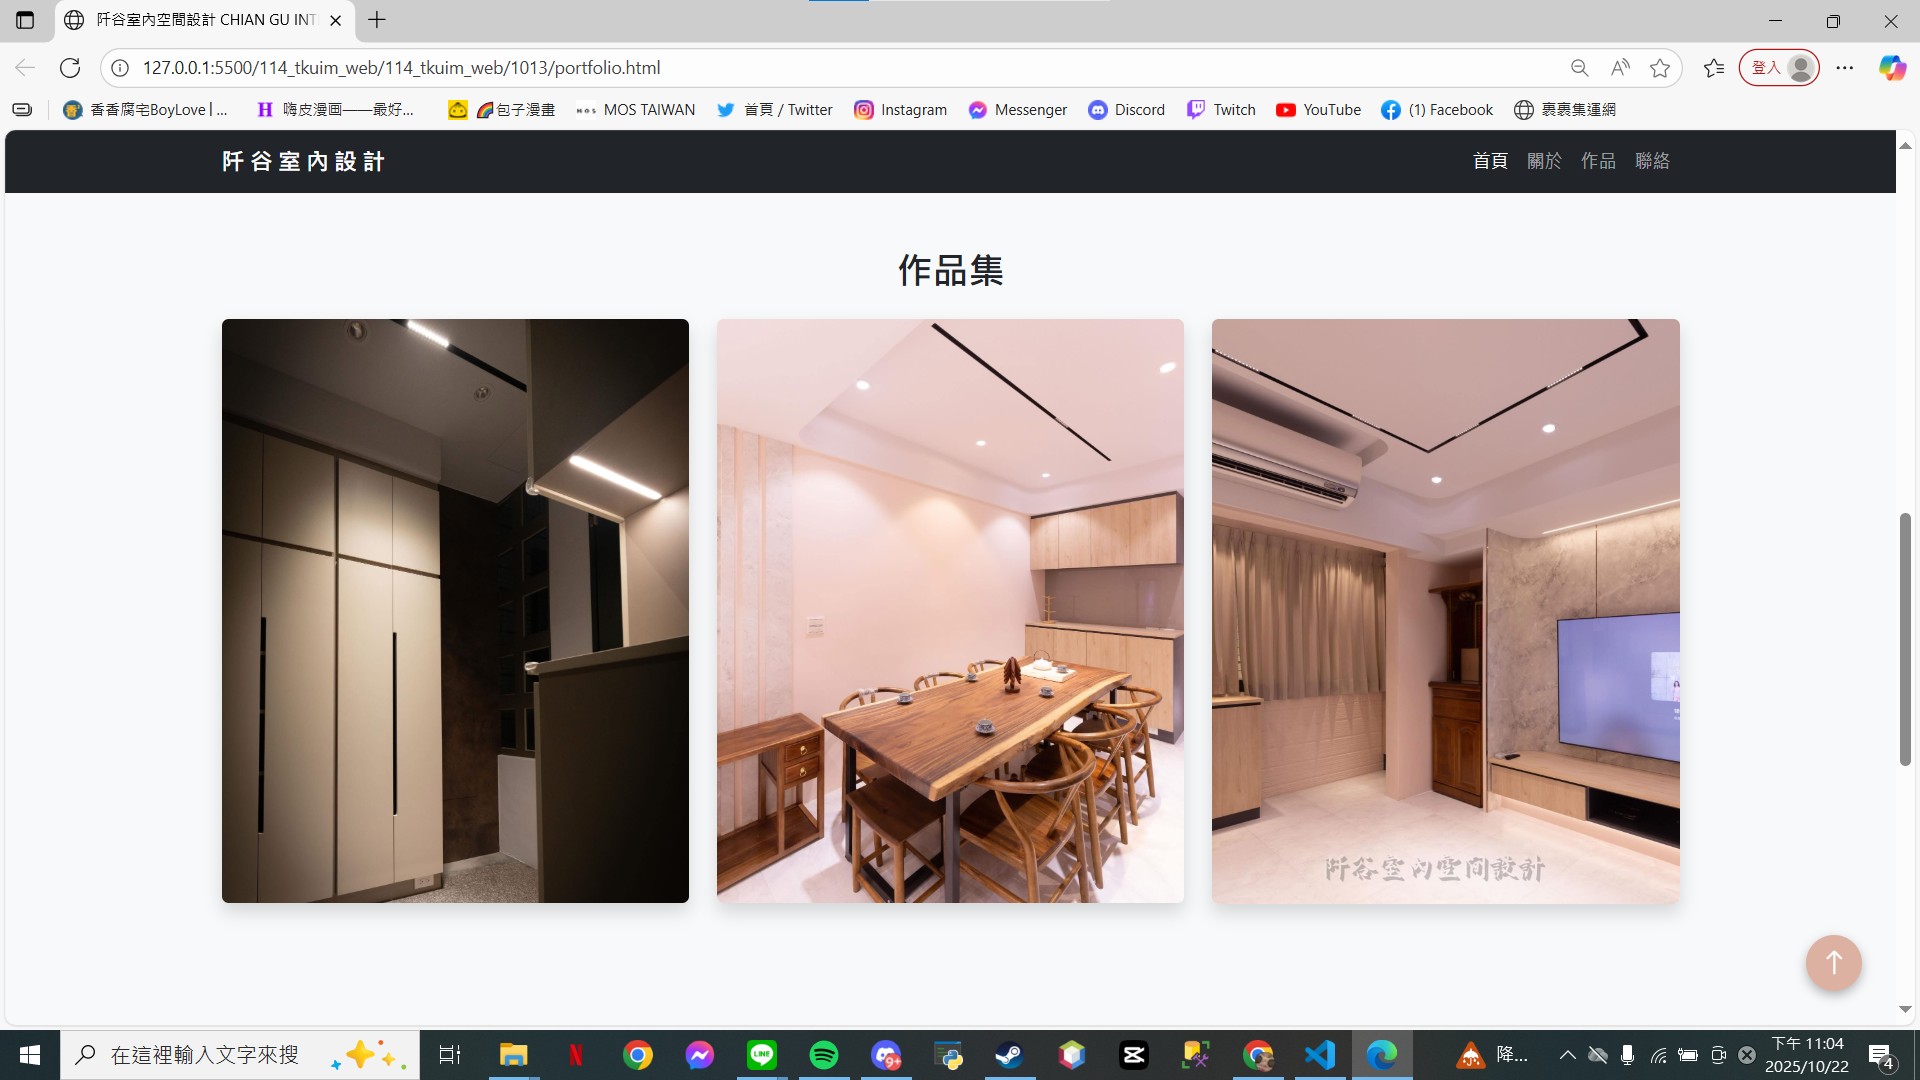 阡谷室內空間設計 CHIAN GU INT
127.0.0.1:5500/114_tkuim_web/114_tkuim_web/1013/portfolio.html
登入
香香腐宅BoyLove | ...
嗨皮漫画——最好...
包子漫畫
MOS TAIWAN
首頁 / Twitter
Instagram
Messenger
Discord
Twitch
YouTube
(1) Facebook
裹裹集運網
阡谷室內設計
首頁 關於 作品 聯絡
作品集
阡谷室內空間設計
在這裡輸入文字來搜
LINE
9+
降...
下午 11:04
2025/10/22
4